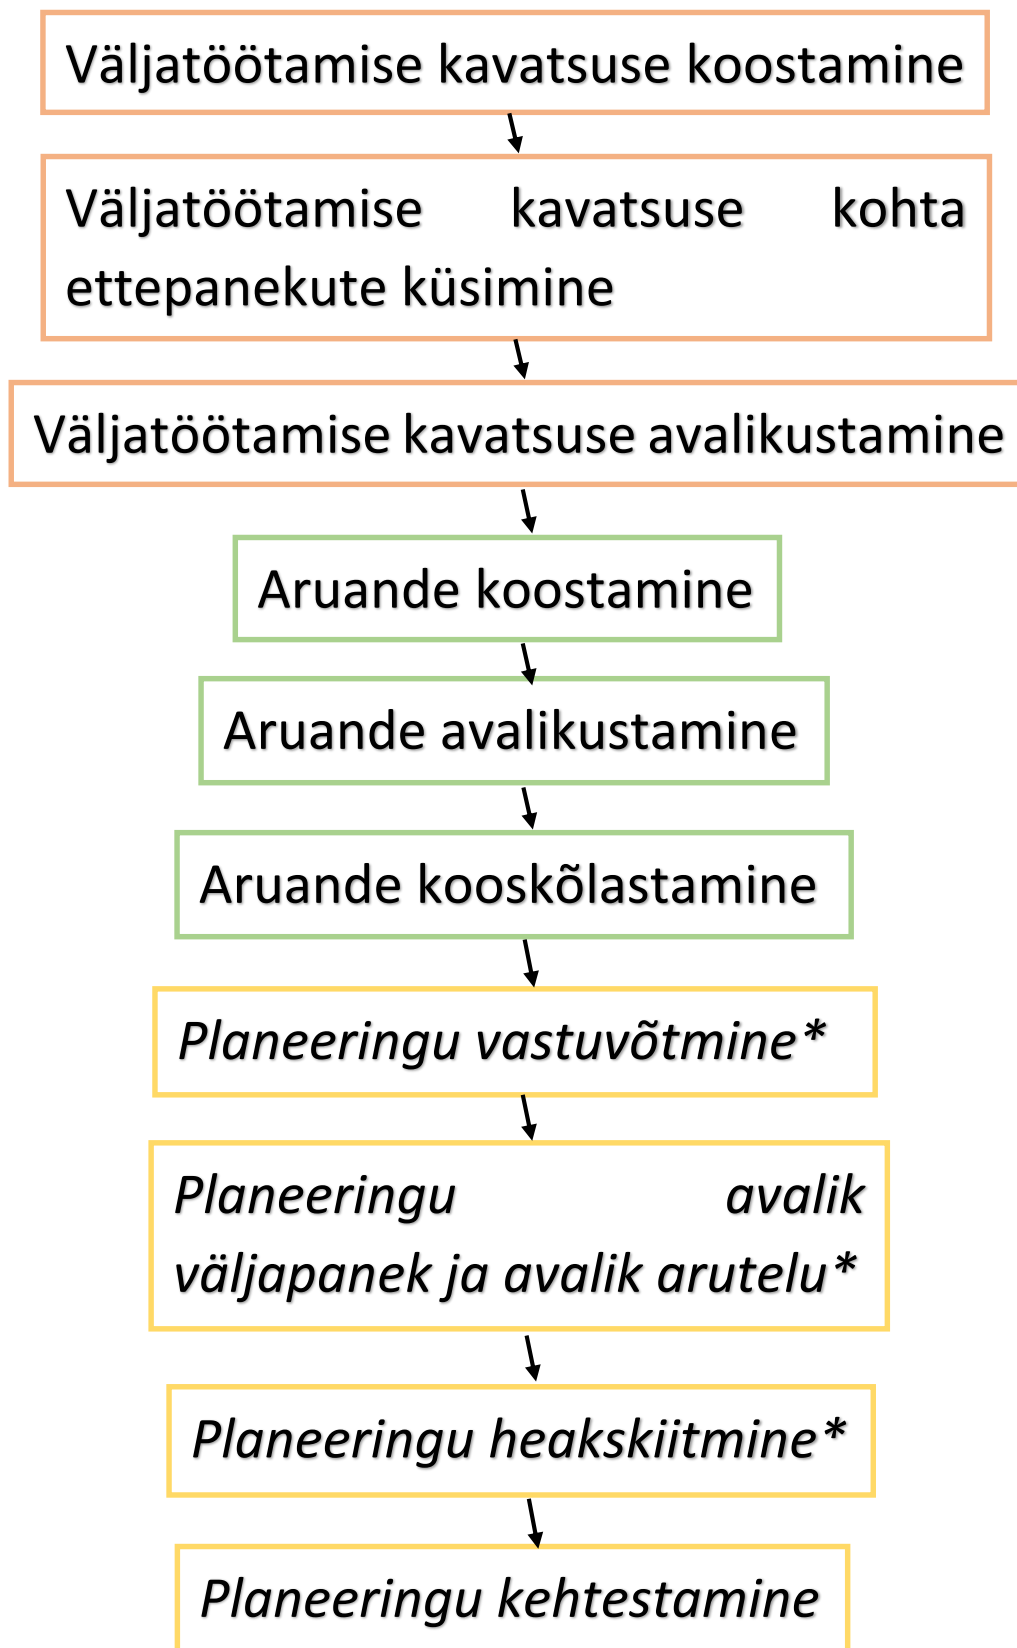 Väljatöötamise kavatsuse koostamine
Väljatöötamise kavatsuse kohta
ettepanekute küsimine
Väljatöötamise kavatsuse avalikustamine
Aruande koostamine
Aruande avalikustamine
Aruande kooskõlastamine
Planeeringu vastuvõtmine*
Planeeringu avalik
väljapanek ja avalik arutelu*
Planeeringu heakskiitmine*
Planeeringu kehtestamine